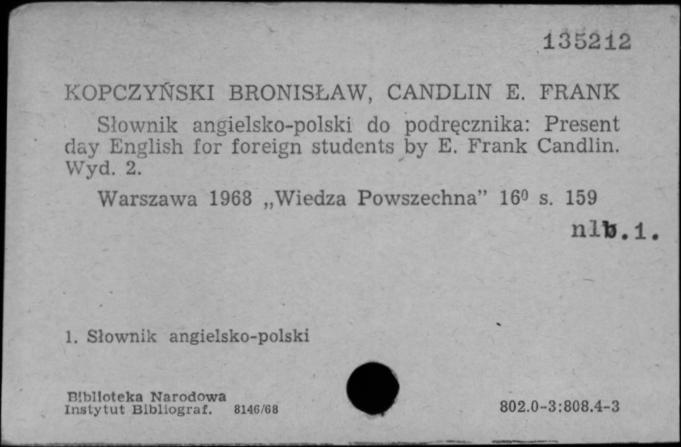 135212
KOPCZYŃSKI BRONISŁAW, CANDLIN E. FRANK
Słownik angielsko-polski do podręcznika: Present
day English for foreign students by E. Frank Candlin.
Wyd. 2.
Warszawa 1968 „Wiedza Powszechna” 16⁰ s. 159
nlb.1.
1. Słownik angielsko-polski
Biblioteka Narodowa
Instytut Bibliograf. 8146/68
802.0-3:808.4-3